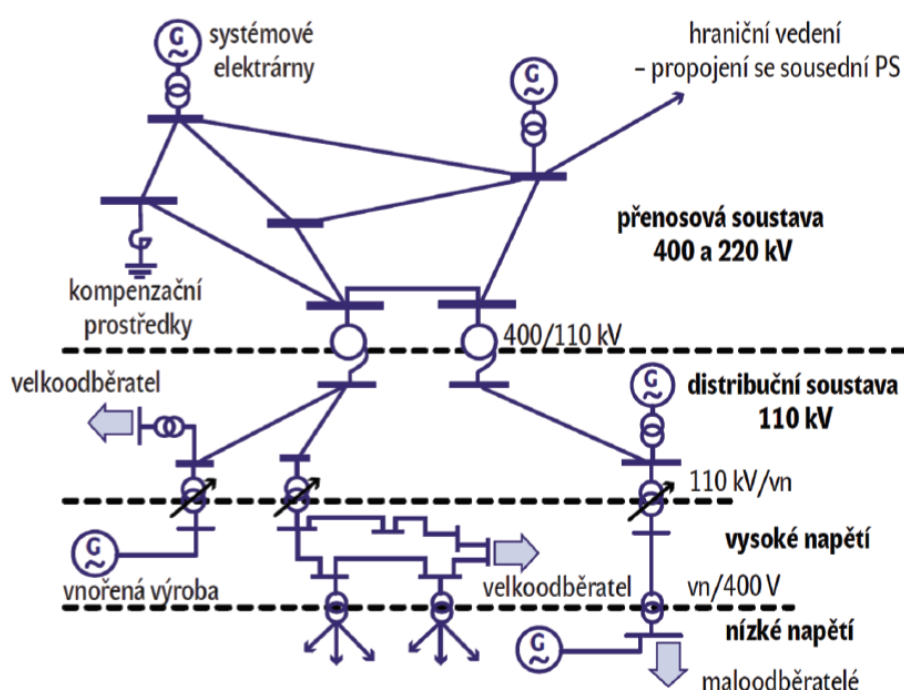 G
~
systémové
elektrárny
G
~
hraniční vedení
– propojení se sousední PS
přenosová soustava
400 a 220 kV
kompenzační
prostředky
400/110 kV
velkoodběratel
G
~
distribuční soustava
110 kV
110 kV/vn
vysoké napětí
G
~
vnořená výroba
velkoodběratel
vn/400 V
nízké napětí
G
~
maloodběratelé